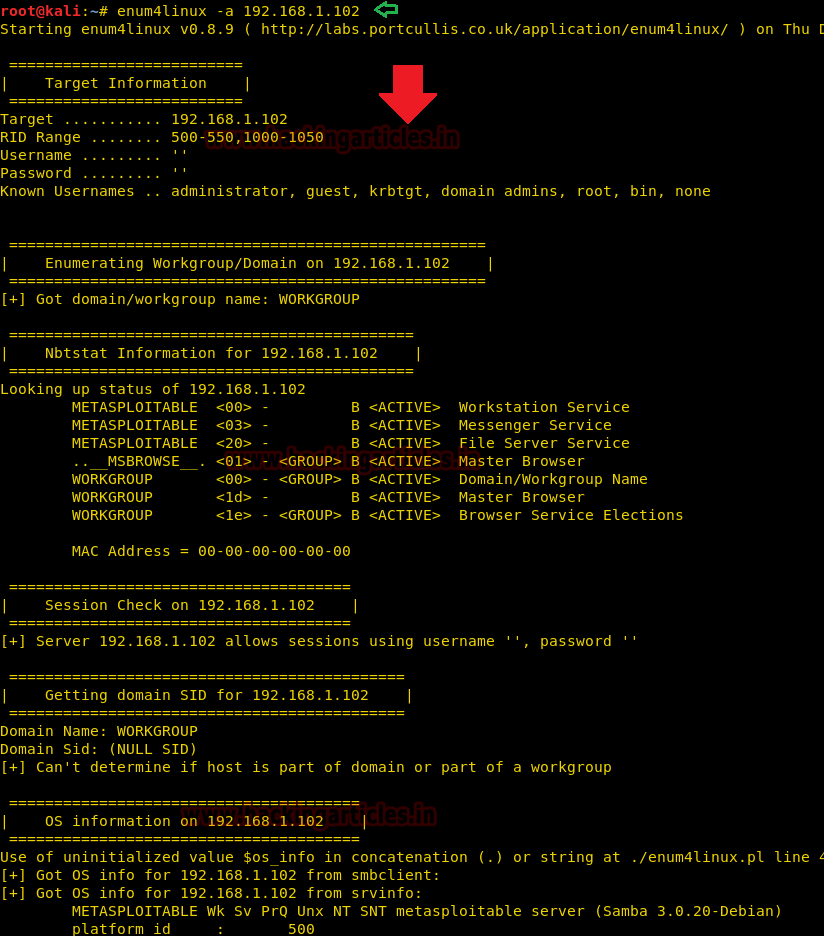 root@kali:~# enum4linux -a 192.168.1.102
Starting enum4linux v0.8.9 ( http://labs.portcullis.co.uk/application/enum4linux/ ) on Thu D
 ==========================
|    Target Information    |
 ==========================
Target ........... 192.168.1.102
RID Range ........ 500-550,1000-1050
www.hackingarticles.in
Username ......... ''
Password ......... ''
Known Usernames .. administrator, guest, krbtgt, domain admins, root, bin, none
 =====================================================
|    Enumerating Workgroup/Domain on 192.168.1.102    |
 =====================================================
[+] Got domain/workgroup name: WORKGROUP
 =============================================
|    Nbtstat Information for 192.168.1.102    |
 =============================================
Looking up status of 192.168.1.102
        METASPLOITABLE  <00> -         B <ACTIVE>  Workstation Service
        METASPLOITABLE  <03> -         B <ACTIVE>  Messenger Service
        METASPLOITABLE  <20> -         B <ACTIVE>  File Server Service
        ..__MSBROWSE__. <01> - <GROUP> B <ACTIVE>  Master Browser
www.hackingarticles.in
        WORKGROUP       <00> - <GROUP> B <ACTIVE>  Domain/Workgroup Name
        WORKGROUP       <1d> -         B <ACTIVE>  Master Browser
        WORKGROUP       <1e> - <GROUP> B <ACTIVE>  Browser Service Elections
        MAC Address = 00-00-00-00-00-00
 ======================================
|    Session Check on 192.168.1.102    |
 ======================================
[+] Server 192.168.1.102 allows sessions using username '', password ''
 ============================================
|    Getting domain SID for 192.168.1.102    |
 ============================================
Domain Name: WORKGROUP
Domain Sid: (NULL SID)
[+] Can't determine if host is part of domain or part of a workgroup
 =======================================
|    OS information on 192.168.1.102    |
www.hackingarticles.in
 =======================================
Use of uninitialized value $os_info in concatenation (.) or string at ./enum4linux.pl line 4
[+] Got OS info for 192.168.1.102 from smbclient:
[+] Got OS info for 192.168.1.102 from srvinfo:
        METASPLOITABLE Wk Sv PrQ Unx NT SNT metasploitable server (Samba 3.0.20-Debian)
        platform_id     :       500